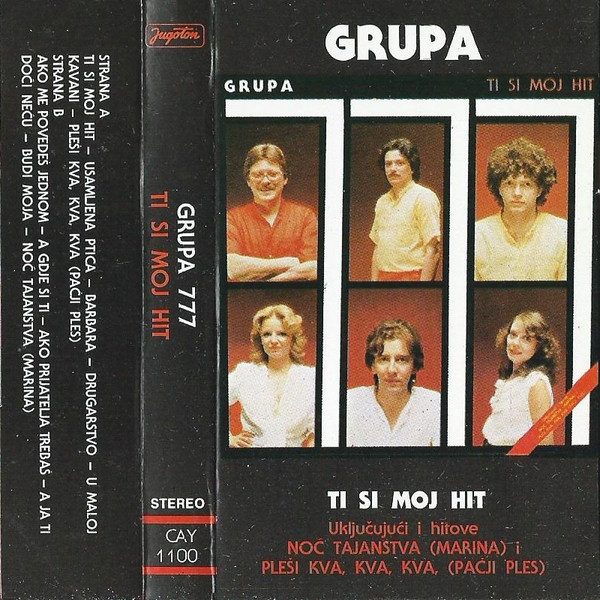 STRANA A
TI SI MOJ HIT – USAMLJENA PTICA – BARBARA – DRUGARSTVO – U MALOJ
KAVANI – PLEŠI KVA, KVA, KVA (PAČJI PLES)
STRANA B
AKO ME POVEDEŠ JEDNOM – A GDJE SI TI – AKO PRIJATELJA TREBAŠ – A JA TI
DOĆI NEĆU – BUDI MOJA – NOĆ TAJANSTVA (MARINA)
Jugoton
GRUPA 777
TI SI MOJ HIT
STEREO
CAY
1100
GRUPA
GRUPA TI SI MOJ HIT
777
TI SI MOJ HIT
Uključujući i hitove
NOĆ TAJANSTVA (MARINA) i
PLEŠI KVA, KVA, KVA, (PAČJI PLES)